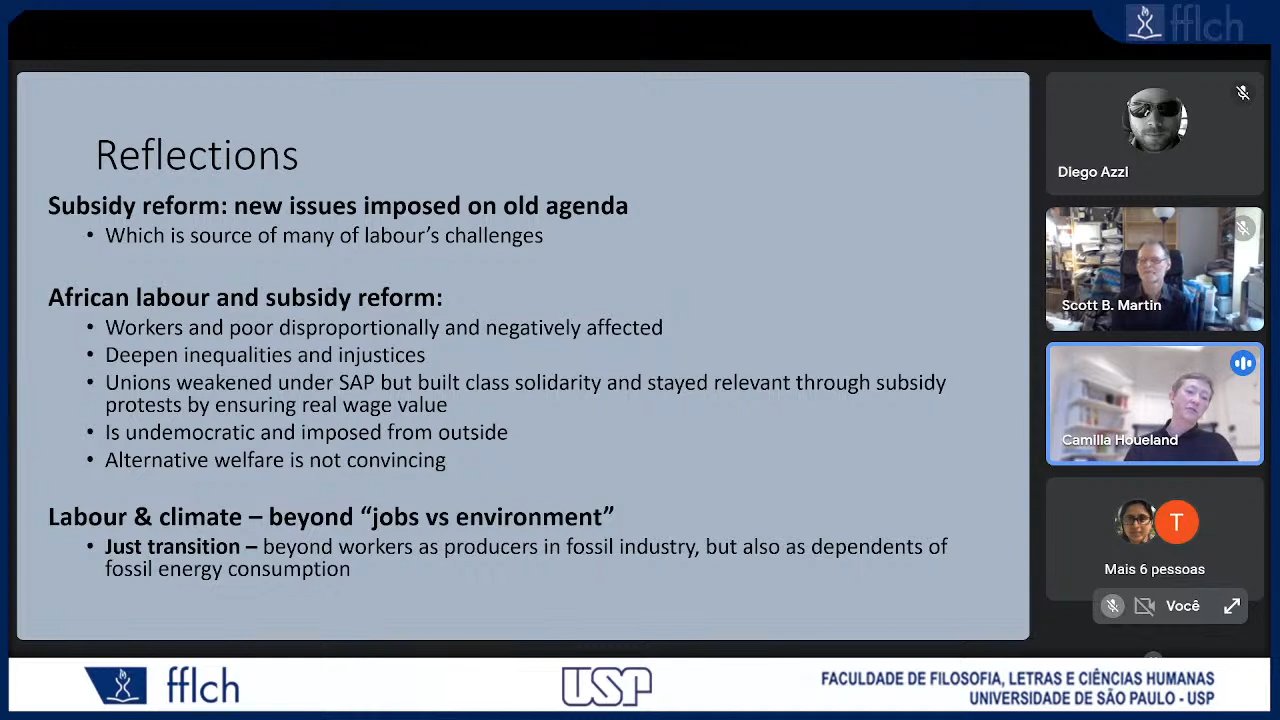 fflch
Reflections
Subsidy reform: new issues imposed on old agenda
• Which is source of many of labour's challenges
African labour and subsidy reform:
• Workers and poor disproportionally and negatively affected
• Deepen inequalities and injustices
• Unions weakened under SAP but built class solidarity and stayed relevant through subsidy
protests by ensuring real wage value
• Is undemocratic and imposed from outside
• Alternative welfare is not convincing
Labour & climate – beyond “jobs vs environment”
• Just transition – beyond workers as producers in fossil industry, but also as dependents of
fossil energy consumption
Diego Azzi
Scott B. Martin
Camilla Houeland
T
Mais 6 pessoas
Você
fflch
USP
FACULDADE DE FILOSOFIA, LETRAS E CIÊNCIAS HUMANAS
UNIVERSIDADE DE SÃO PAULO - USP